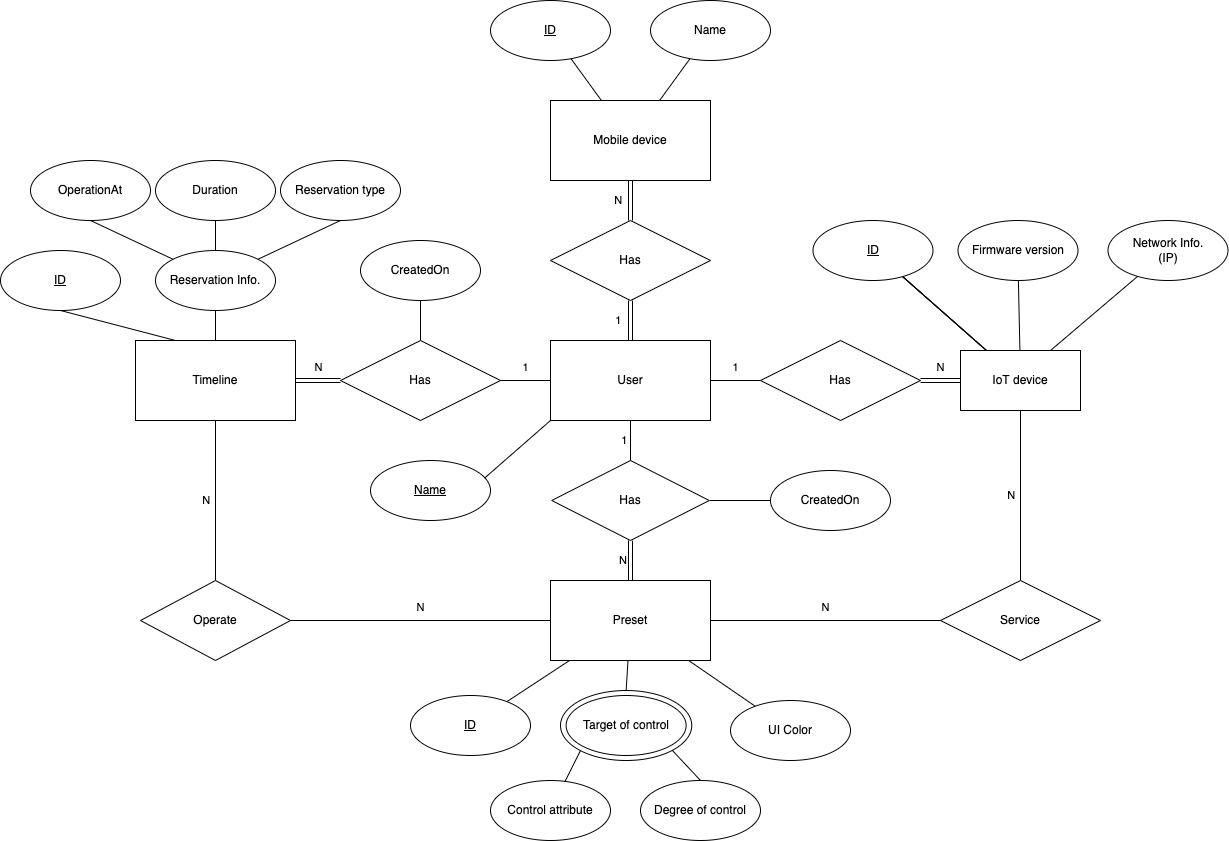 ID
Name
Mobile device
OperationAt
Duration
Reservation type
N
ID
Firmware version
Network Info.
(IP)
Has
CreatedOn
ID
Reservation Info.
1
Timeline
N
Has
1
User
1
Has
N
IoT device
1
Name
N
Has
CreatedOn
N
N
Operate
N
Preset
N
Service
ID
Target of control
UI Color
Control attribute
Degree of control